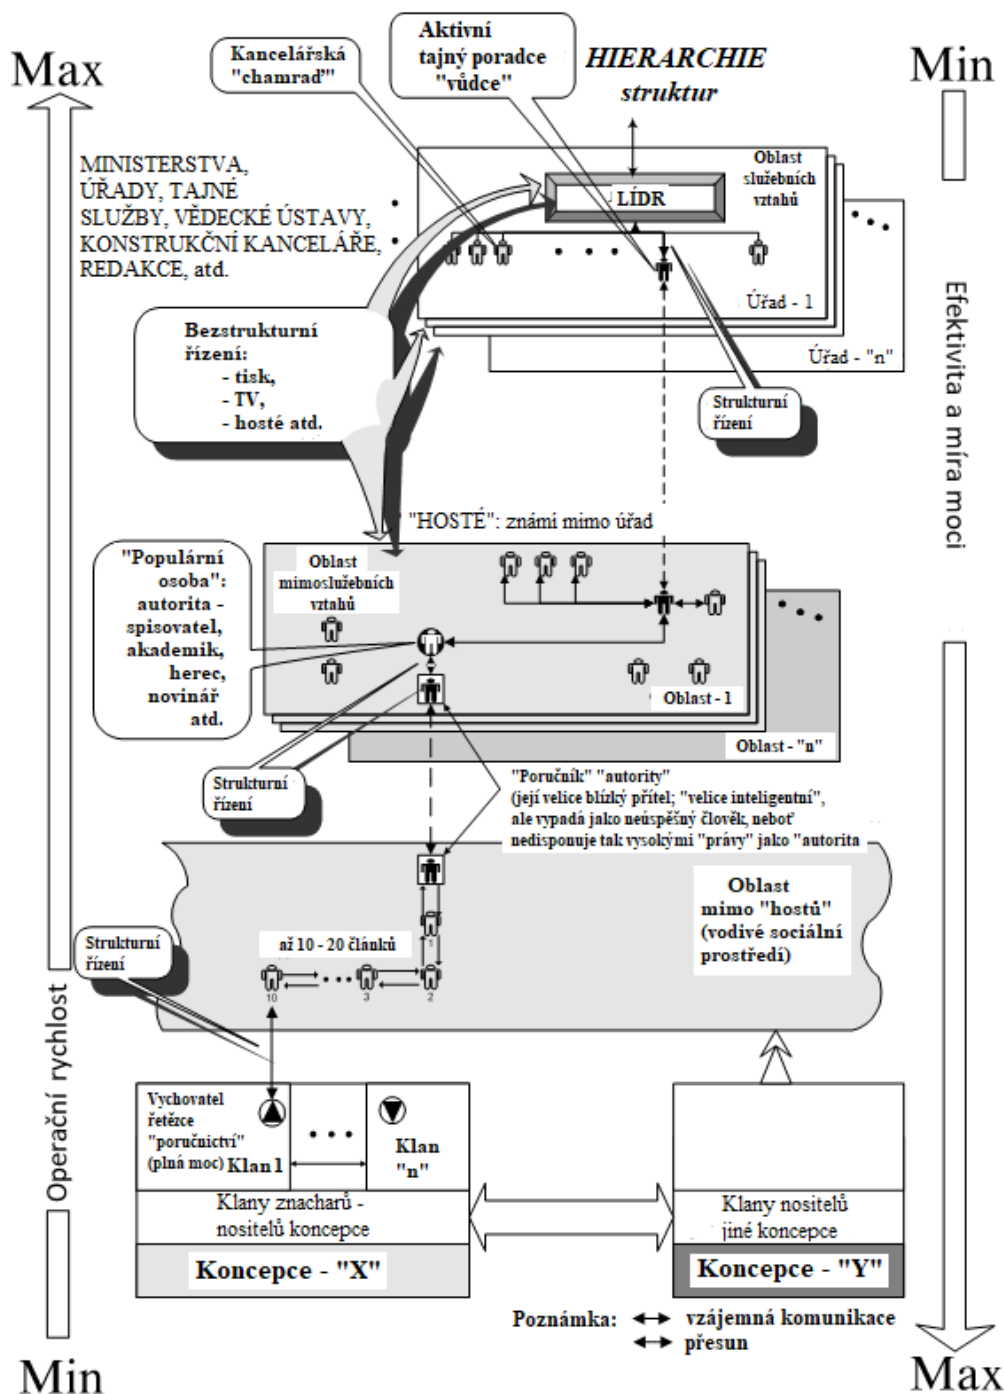 Max
Kancelářská
"chamraď"
Aktivní
tajný poradce
"vůdce"
HIERARCHIE
struktur
Min
MINISTERSTVA,
ÚŘADY, TAJNÉ
SLUŽBY, VĚDECKÉ ÚSTAVY,
KONSTRUKČNÍ KANCELÁŘE,
REDAKCE, atd.
Oblast
služebních
vztahů
LÍDR
Úřad - 1
Úřad - "n"
Bezstrukturní
řízení:
- tisk,
- TV,
- hosté atd.
Strukturní
řízení
Efektivita a míra moci
"HOSTÉ": známí mimo úřad
"Populární
osoba":
autorita -
spisovatel,
akademik,
herec,
novinář
atd.
Oblast
mimoslužebních
vztahů
Oblast - 1
Oblast - "n"
Strukturní
řízení
"Poručník" "autority"
(její velice blízký přítel; "velice inteligentní",
ale vypadá jako neúspěšný člověk, neboť
nedisponuje tak vysokými "právy" jako "autorita
Oblast
mimo "hostů"
(vodivé sociální
prostředí)
Strukturní
řízení
až 10 - 20 článků
1
10
3
2
Operační rychlost
Vychovatel
řetězce
"poručnictví"
(plná moc) Klan 1
Klan
"n"
Klany znacharů -
nositelů koncepce
Koncepce - "X"
Klany nositelů
jiné koncepce
Koncepce - "Y"
Poznámka:
vzájemná komunikace
přesun
Min
Max